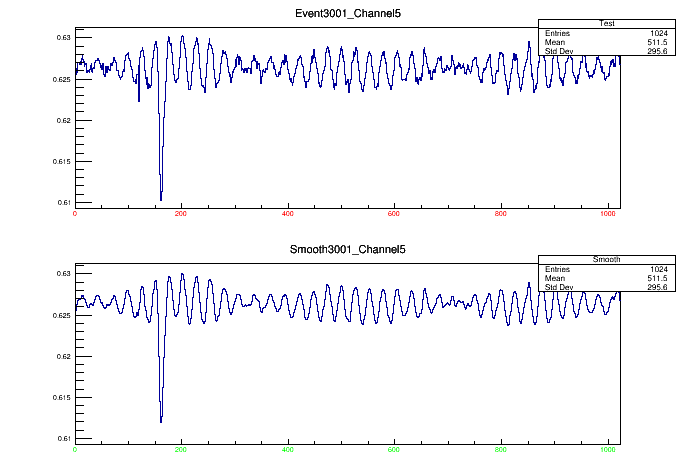 Event3001_Channel5
Test
Entries 1024
Mean 511.5
Std Dev 295.6
0.63
0.625
0.62
0.615
0.61
0 200 400 600 800 1000
Smooth3001_Channel5
Smooth
Entries 1024
Mean 511.5
Std Dev 295.6
0.63
0.625
0.62
0.615
0.61
0 200 400 600 800 1000